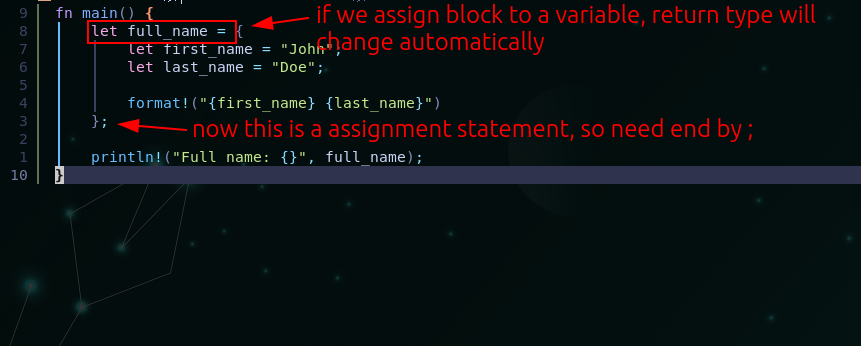 9 fn main() {
if we assign block to a variable, return type will
8 let full_name = {
change automatically
7 let first_name = "John";
6 let last_name = "Doe";
5
4 format!("{first_name} {last_name}")
3 };
now this is a assignment statement, so need end by ;
2
1 println!("Full name: {}", full_name);
10 }